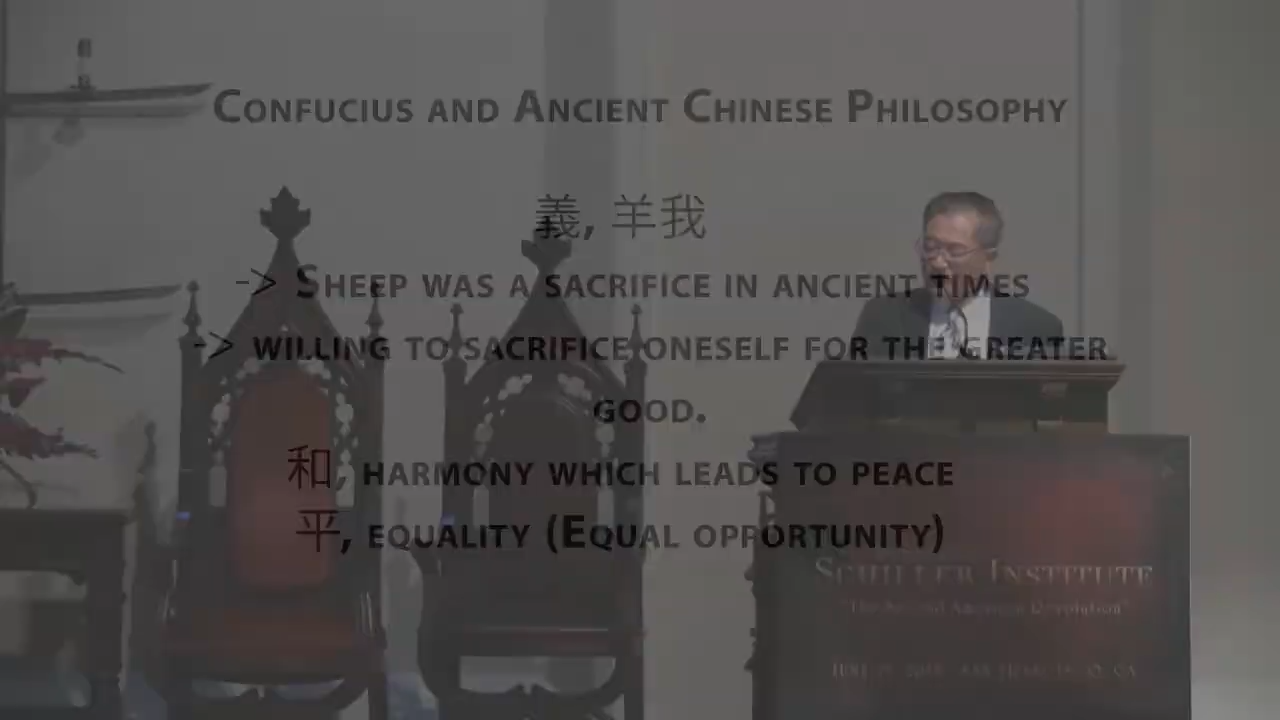 Confucius and Ancient Chinese Philosophy
義, 羊我
-> Sheep was a sacrifice in ancient times
-> willing to sacrifice oneself for the greater
good.
和, harmony which leads to peace
平, equality (Equal opportunity)
Schiller Institute